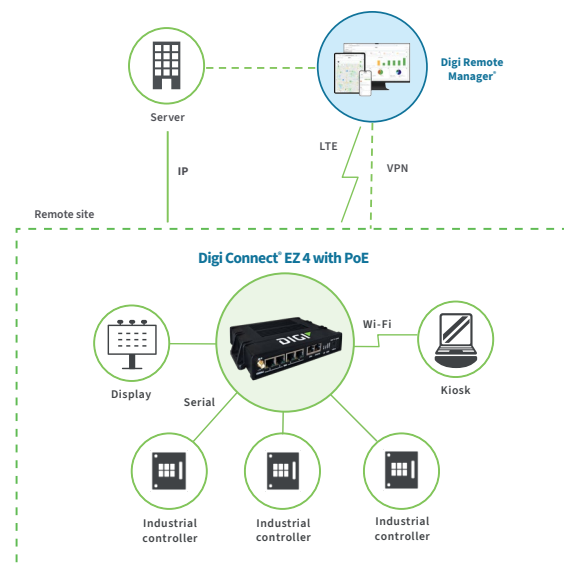 Server
Digi Remote
Manager®
LTE
VPN
IP
Remote site
Digi Connect® EZ 4 with PoE
DIGI
Wi-Fi
Display
Kiosk
Serial
Industrial
controller
Industrial
controller
Industrial
controller